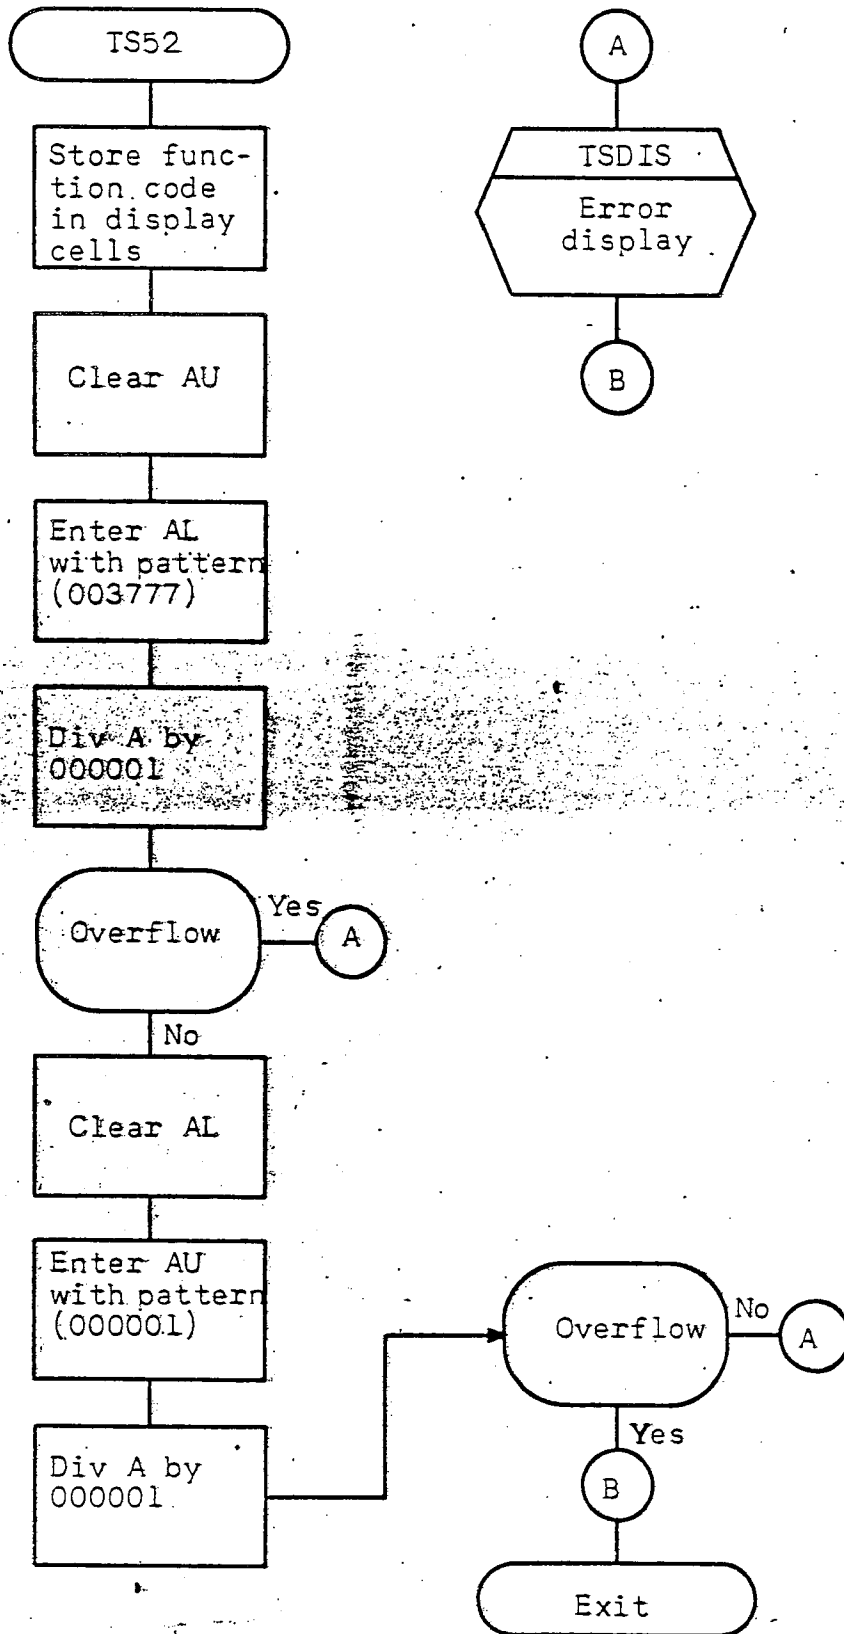 TS52
Store func-
tion code
in display
cells
Clear AU
Enter AL
with pattern
(003777)
Div A by
000001
Overflow
Yes
A
No
Clear AL
Enter AU
with pattern
(000001)
Div A by
000001
A
TSDIS
Error
display
B
Overflow
No
A
Yes
B
Exit